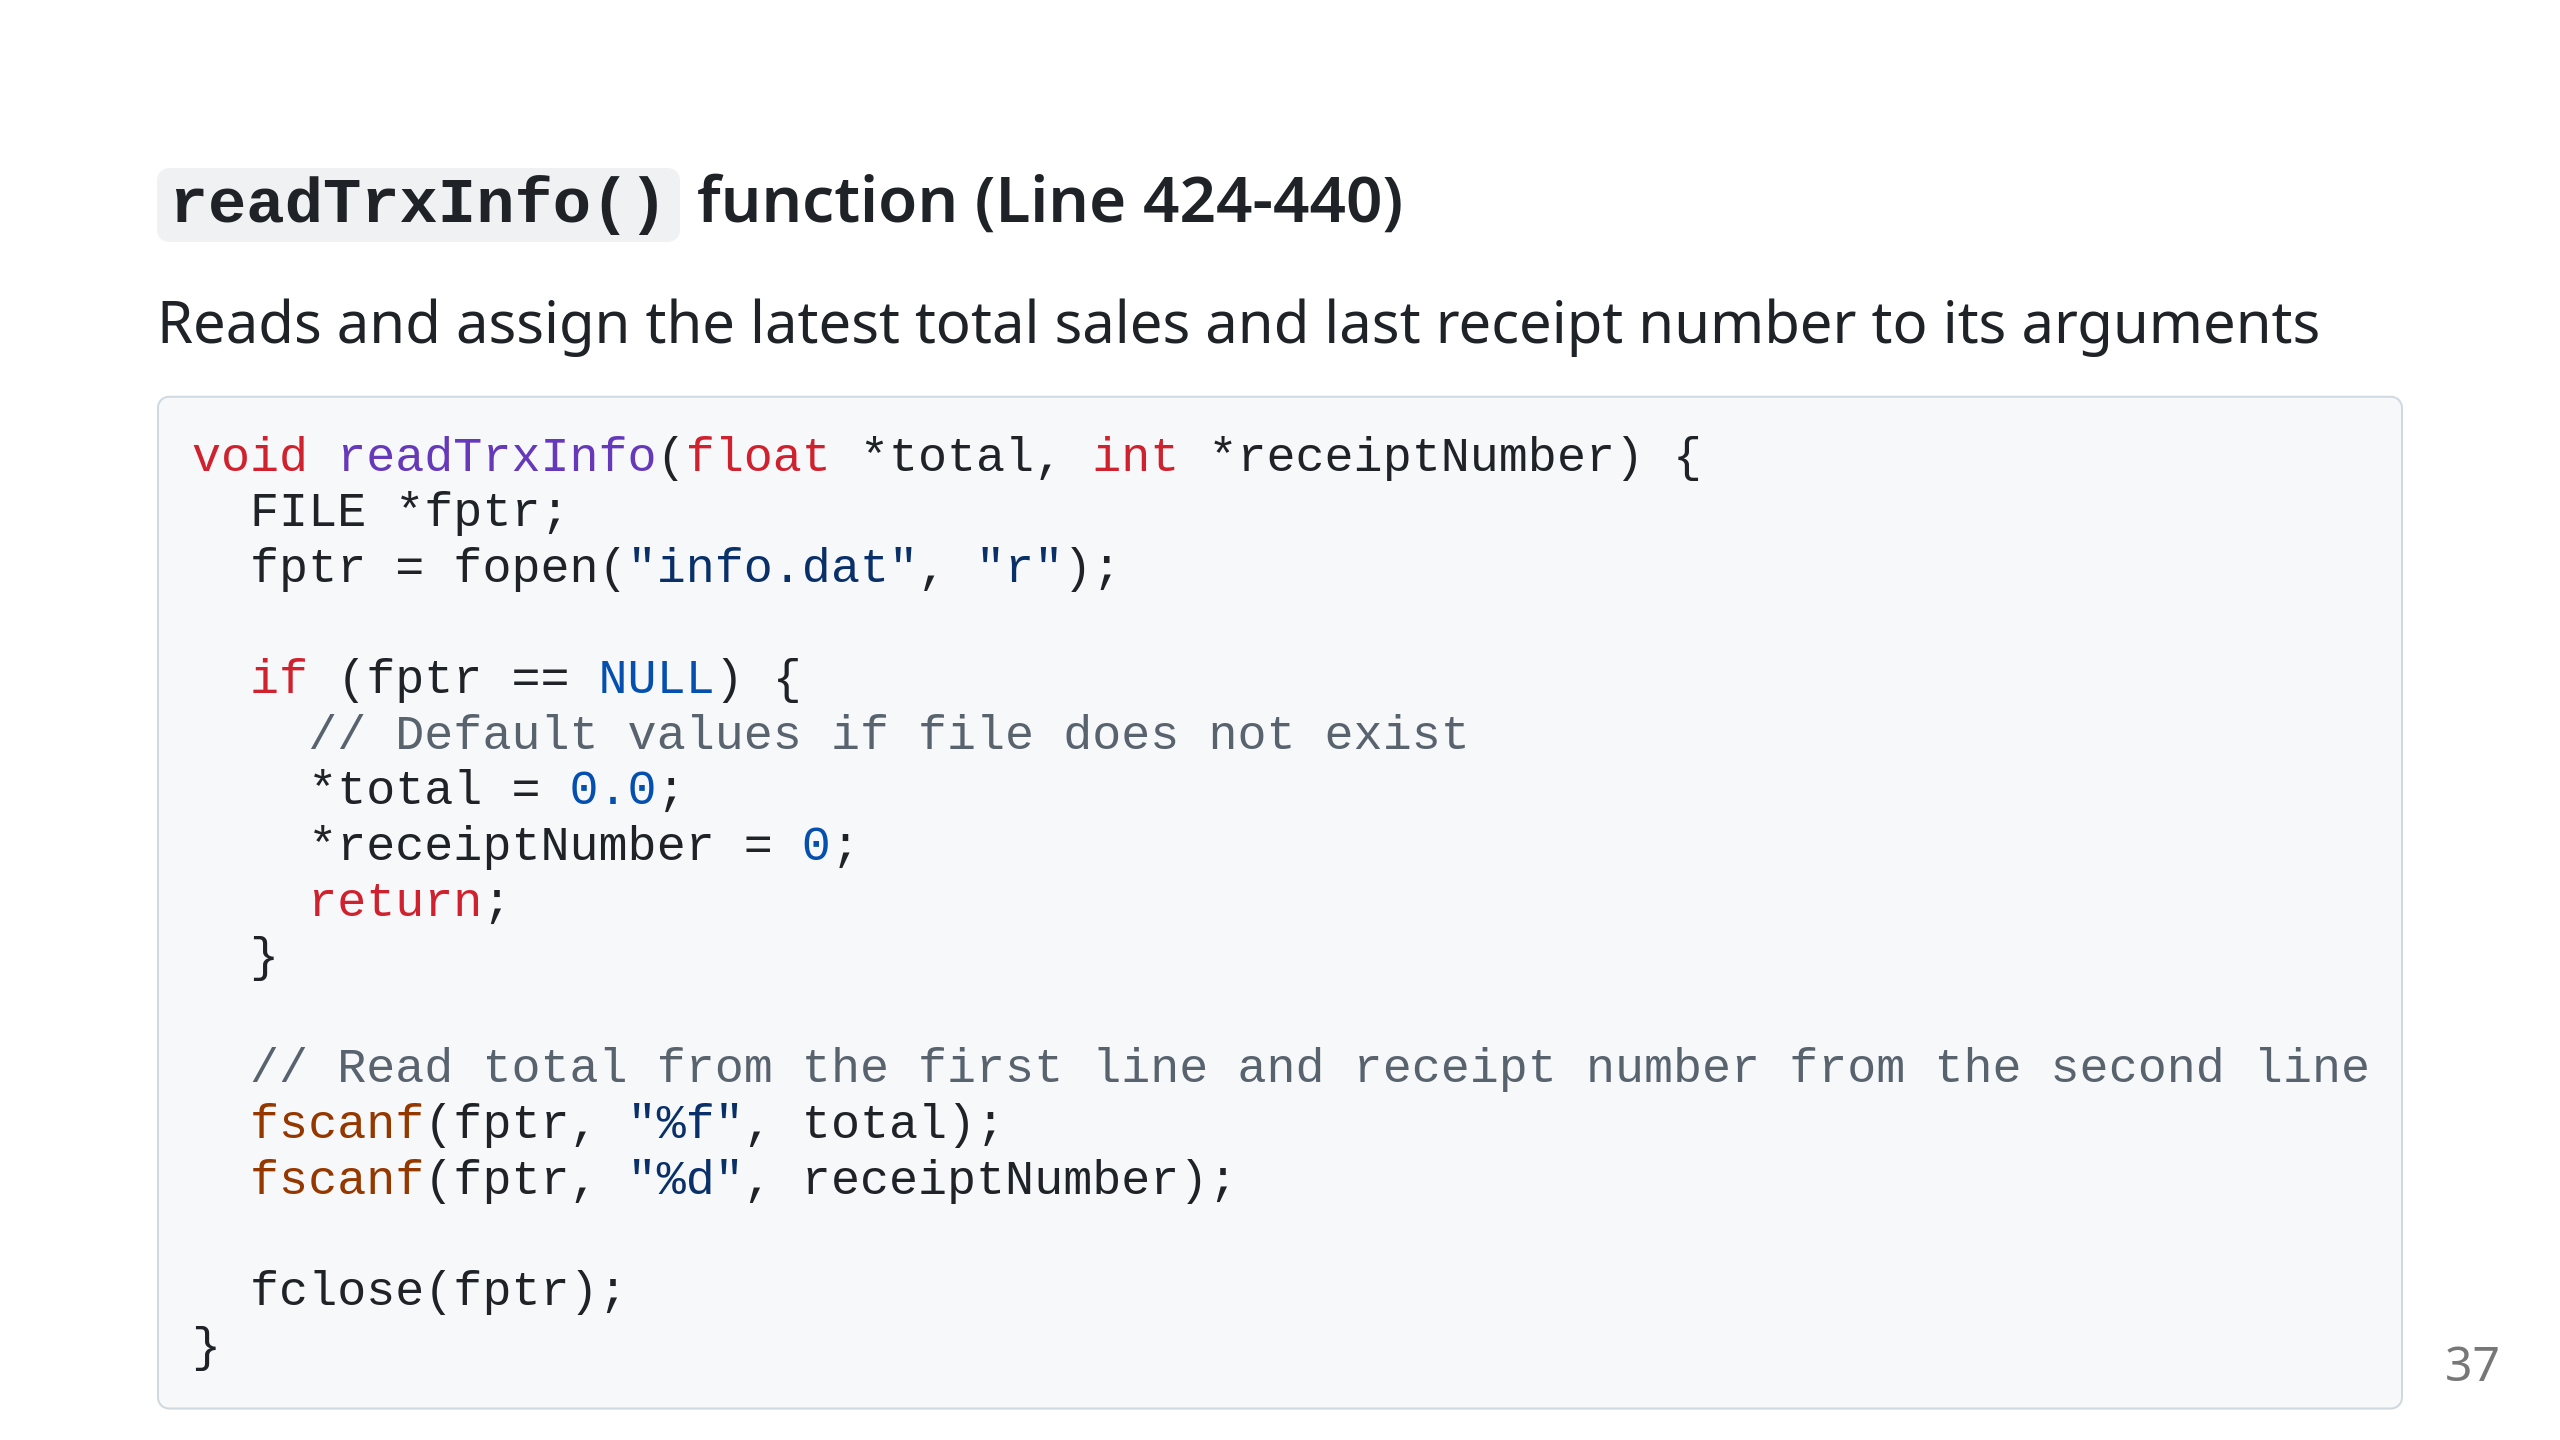 readTrxInfo() function (Line 424-440)
Reads and assign the latest total sales and last receipt number to its arguments
void readTrxInfo(float *total, int *receiptNumber) {
  FILE *fptr;
  fptr = fopen("info.dat", "r");

  if (fptr == NULL) {
    // Default values if file does not exist
    *total = 0.0;
    *receiptNumber = 0;
    return;
  }

  // Read total from the first line and receipt number from the second line
  fscanf(fptr, "%f", total);
  fscanf(fptr, "%d", receiptNumber);

  fclose(fptr);
}
37